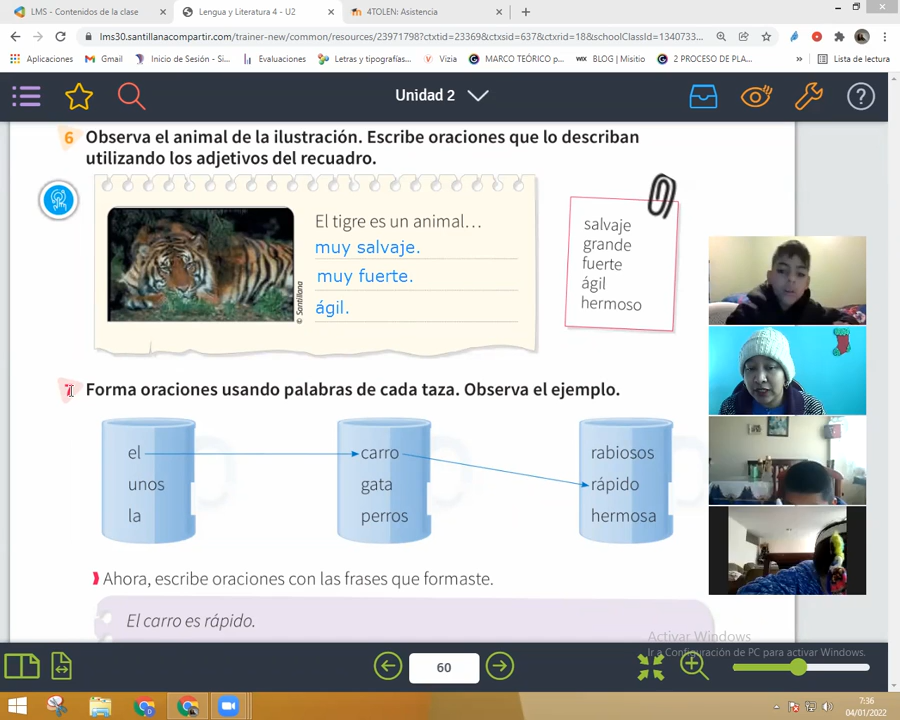 LMS - Contenidos de la clase
Lengua y Literatura 4 - U2
4TOLEN: Asistencia
lms30.santillanacompartir.com/trainer-new/common/resources/23971798?ctxtid=23369&ctxsid=637&ctxrid=18&schoolClassId=1340733...
Aplicaciones
Gmail
Inicio de Sesión - Si...
Evaluaciones
Letras y tipografías...
Vizia
MARCO TEÓRICO p...
WIX BLOG | Misitio
2 PROCESO DE PLA...
»
Lista de lectura
Unidad 2
6 Observa el animal de la ilustración. Escribe oraciones que lo describan
utilizando los adjetivos del recuadro.
El tigre es un animal...
muy salvaje.
muy fuerte.
ágil.
© Santillana
salvaje
grande
fuerte
ágil
hermoso
7 Forma oraciones usando palabras de cada taza. Observa el ejemplo.
el carro rabiosos
unos gata rápido
la perros hermosa
Ahora, escribe oraciones con las frases que formaste.
El carro es rápido.
Activar Windows
Ir a Configuración de PC para activar Windows.
60
7:36
04/01/2022